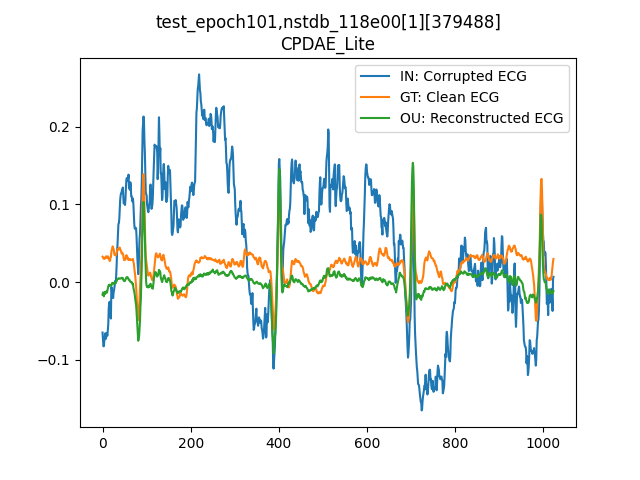 test_epoch101,nstdb_118e00[1][379488]
CPDAE_Lite
IN: Corrupted ECG
GT: Clean ECG
OU: Reconstructed ECG
0.2
0.1
0.0
−0.1
0 200 400 600 800 1000